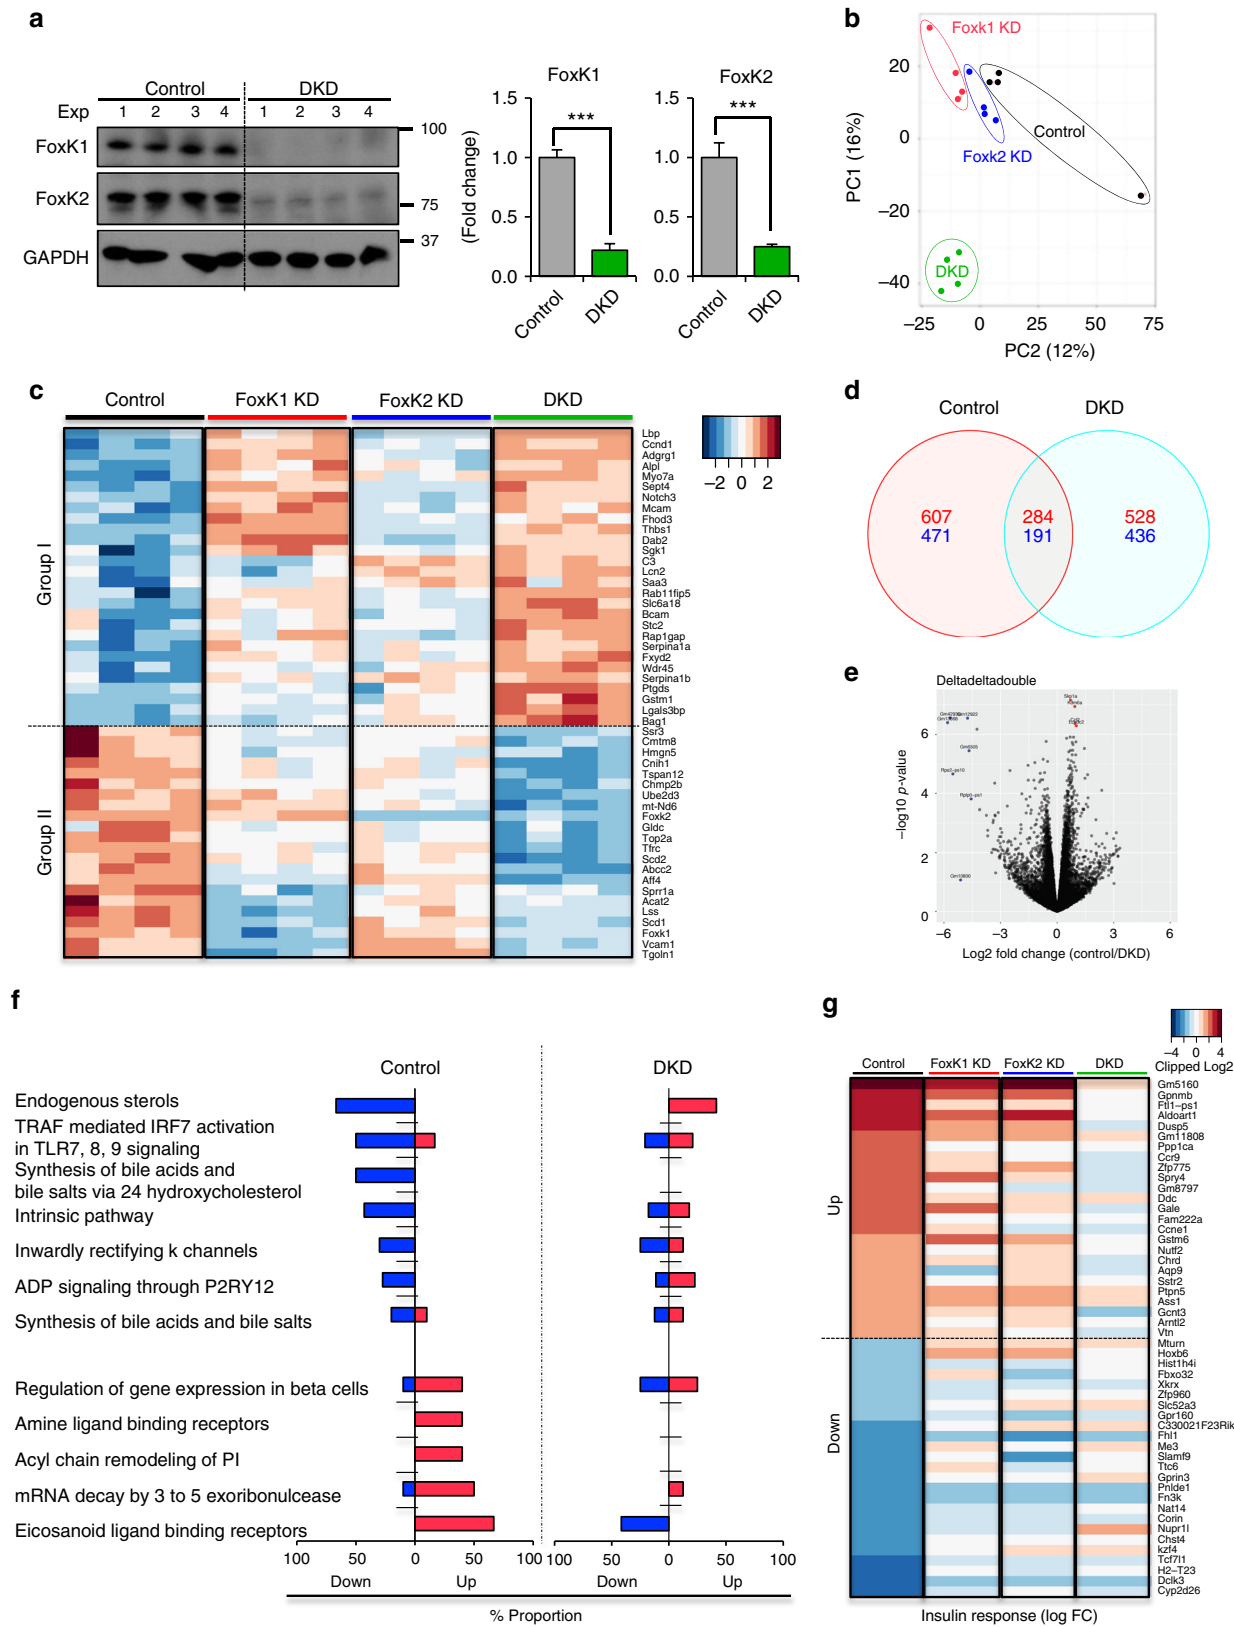 a
Control DKD
Exp 1 2 3 4 1 2 3 4
FoxK1
FoxK2
GAPDH
100
75
37
FoxK1
FoxK2
(Fold change)
1.5
1.0
0.5
0.0
***
Control
DKD
1.5
1.0
0.5
0.0
***
Control
DKD
b
Foxk1 KD
Foxk2 KD
Control
DKD
PC1 (16%)
20
0
−20
−40
−25 0 25 50 75
PC2 (12%)
c
Control FoxK1 KD FoxK2 KD DKD
−2 0 2
Group I
Group II
Lbp
Ccnd1
Adgrg1
Alpl
Myo7a
Sept4
Notch3
Mcam
Fhod3
Thbs1
Dab2
Sgk1
C3
Lcn2
Saa3
Rab11fip5
Slc6a18
Bcam
Stc2
Rap1gap
Serpina1a
Fxyd2
Wdr45
Serpina1b
Ptgds
Gstm1
Lgals3bp
Bag1
Ssr3
Cmtm8
Hmgn5
Cnih1
Tspan12
Chmp2b
Ube2d3
mt-Nd6
Foxk2
Gldc
Top2a
Tfrc
Scd2
Abcc2
Aff4
Sprr1a
Acat2
Lss
Scd1
Foxk1
Vcam1
Tgoln1
d
Control DKD
607 284 528
471 191 436
e
Deltadeltadouble
−log10 p-value
6
4
2
0
−6 −3 0 3 6
Log2 fold change (control/DKD)
f
Control DKD
Endogenous sterols
TRAF mediated IRF7 activation
in TLR7, 8, 9 signaling
Synthesis of bile acids and
bile salts via 24 hydroxycholesterol
Intrinsic pathway
Inwardly rectifying k channels
ADP signaling through P2RY12
Synthesis of bile acids and bile salts
Regulation of gene expression in beta cells
Amine ligand binding receptors
Acyl chain remodeling of PI
mRNA decay by 3 to 5 exoribonulcease
Eicosanoid ligand binding receptors
100 50 0 50 100 100 50 0 50 100
Down Up Down Up
% Proportion
g
−4 0 4
Clipped Log2
Control FoxK1 KD FoxK2 KD DKD
Up
Down
Gm5160
Gpnmb
Ftl1−ps1
Aldoart1
Dusp5
Gm11808
Ppp1ca
Ccr9
Zfp775
Spry4
Gm8797
Ddc
Gale
Fam222a
Ccne1
Gstm6
Nutf2
Chrd
Aqp9
Sstr2
Ptpn5
Ass1
Gcnt3
Arntl2
Vtn
Mturn
Hoxb6
Hist1h4i
Fbxo32
Xkrx
Zfp960
Slc52a3
Gpr160
C330021F23Rik
Fhl1
Me3
Slamf9
Ttc6
Gprin3
Pnlde1
Fn3k
Nat14
Corin
Nupr1l
Chst4
kzf4
Tcf7l1
H2−T23
Dclk3
Cyp2d26
Insulin response (log FC)